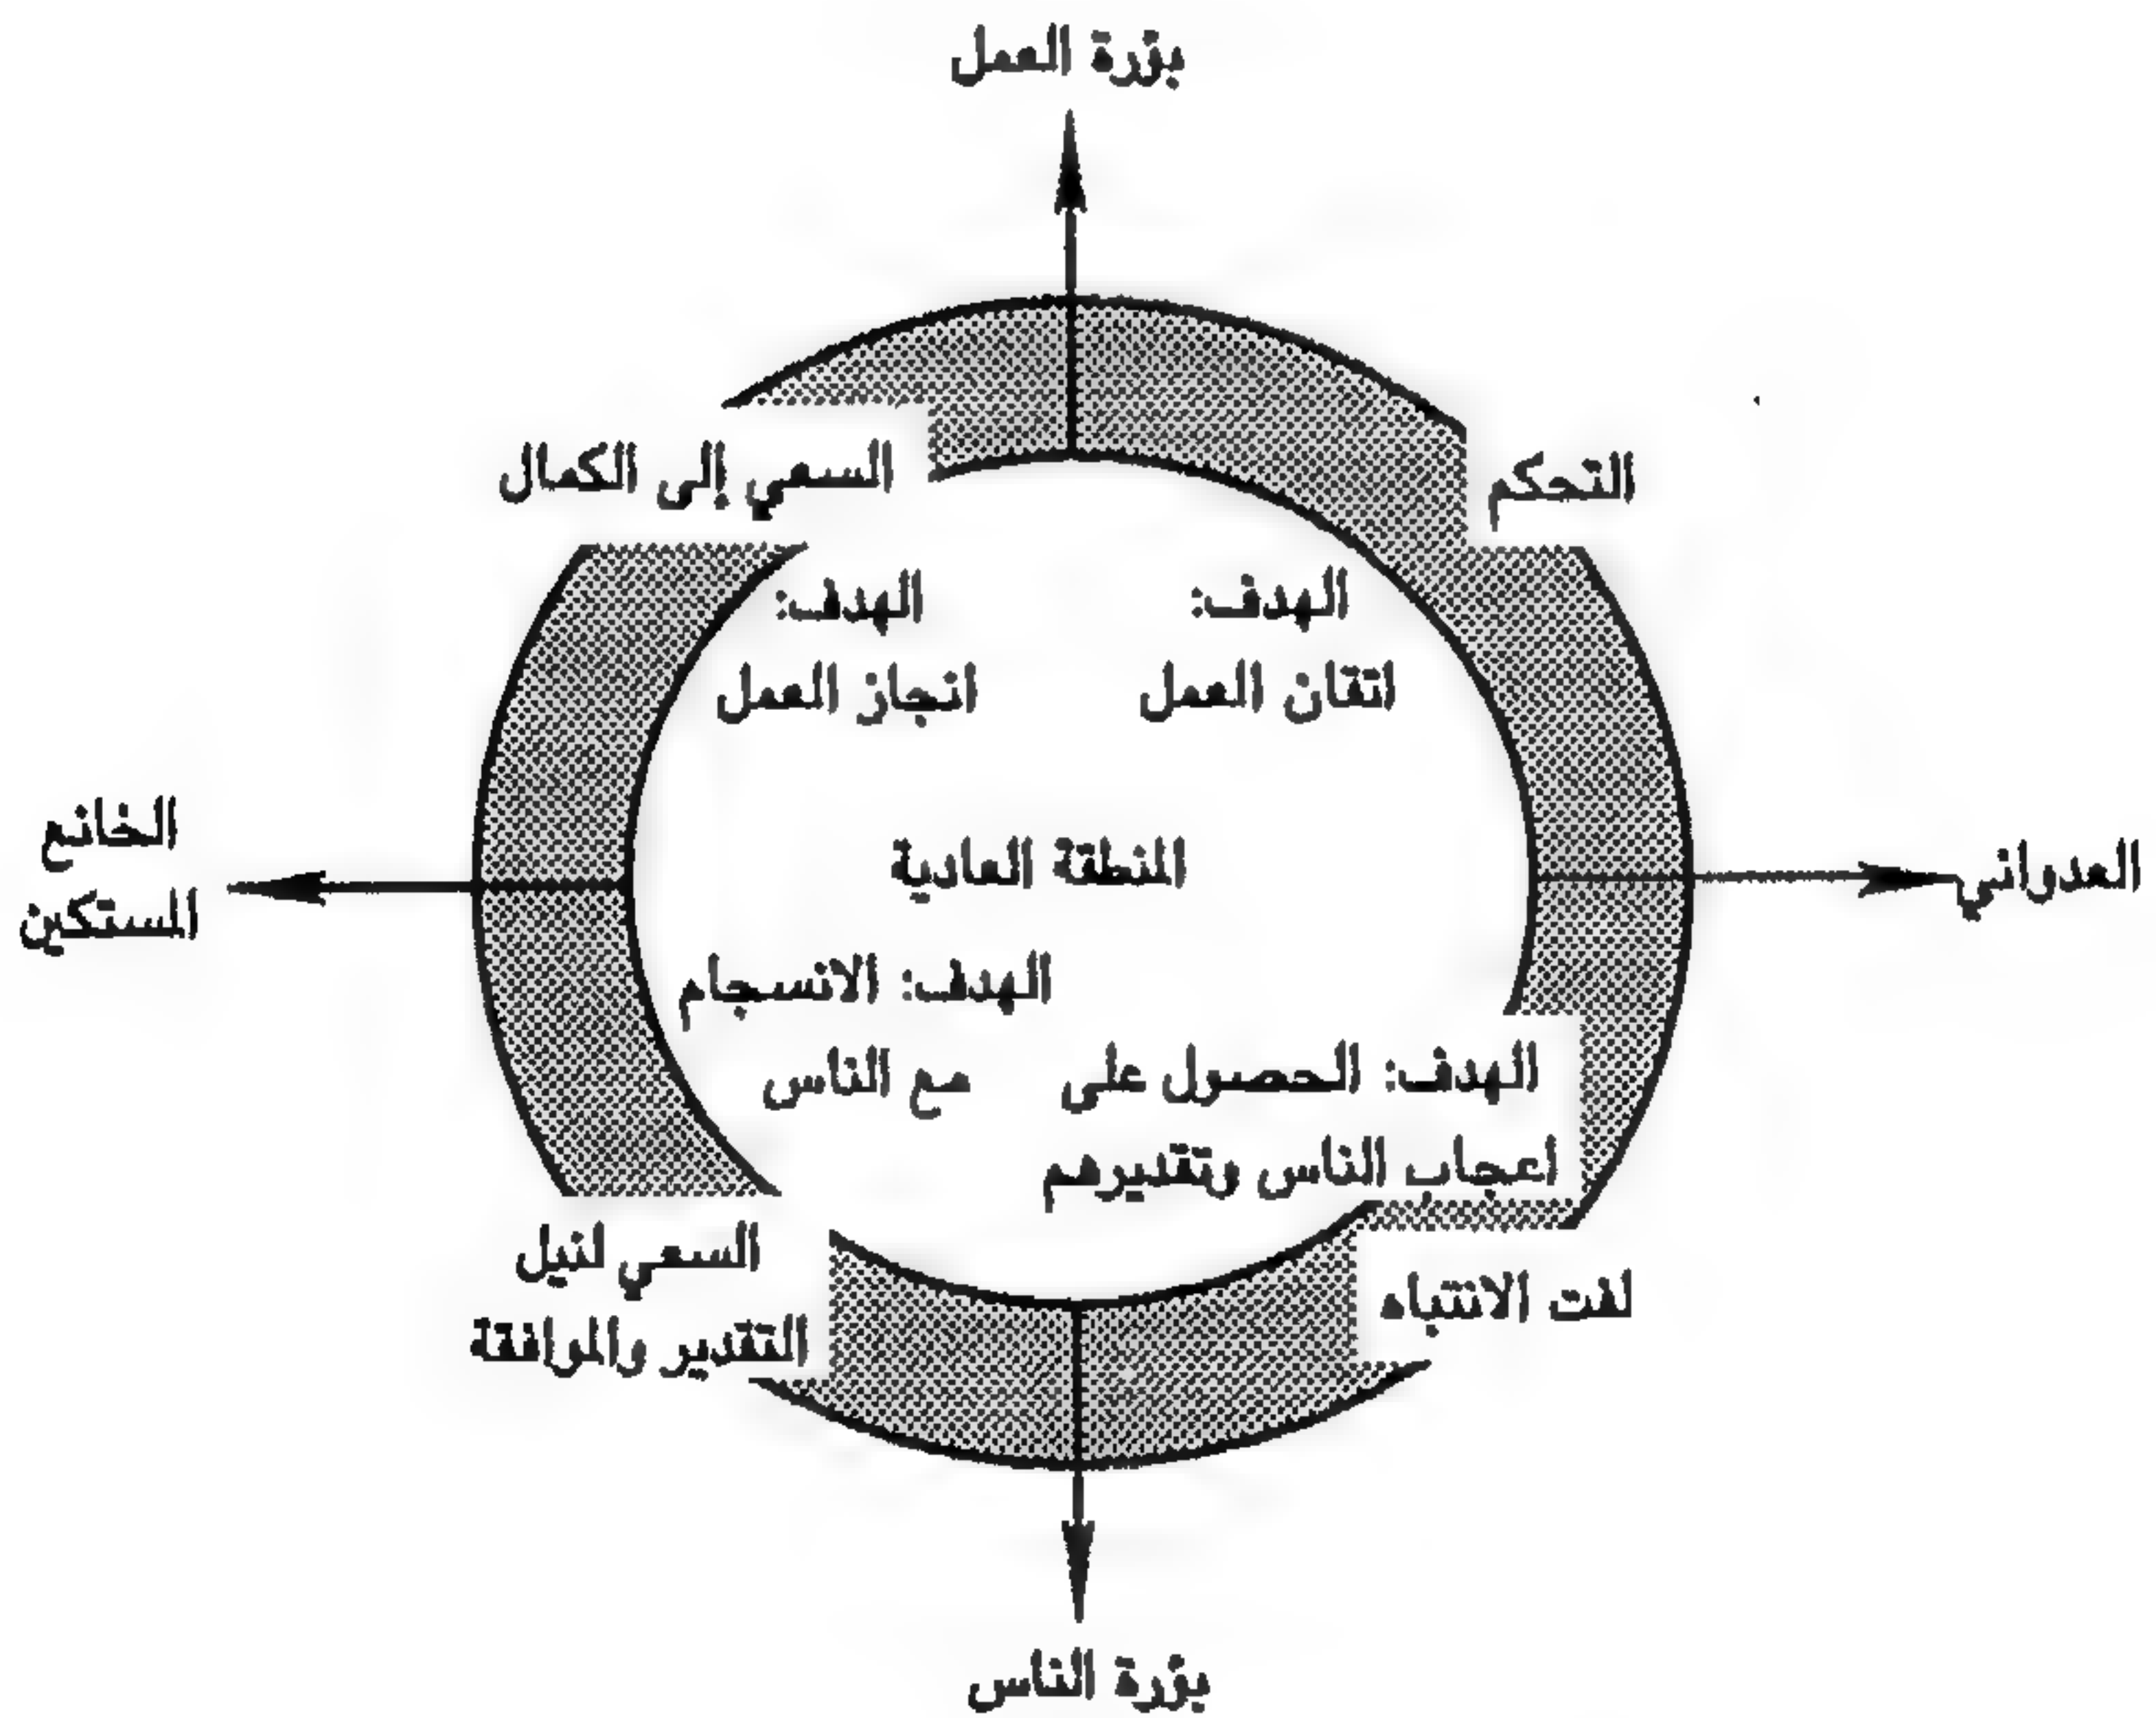 بؤرة العمل
التحكم
السعي إلى الكمال
الهدف:
اتقان العمل
الهدف:
انجاز العمل
العدواني
المنطقة العادية
الخانع
المستكين
الهدف: الانسجام
مع الناس
الهدف: الحصول على
اعجاب الناس وتقديرهم
لفت الانتباه
السعي لنيل
التقدير والموافقة
بؤرة الناس